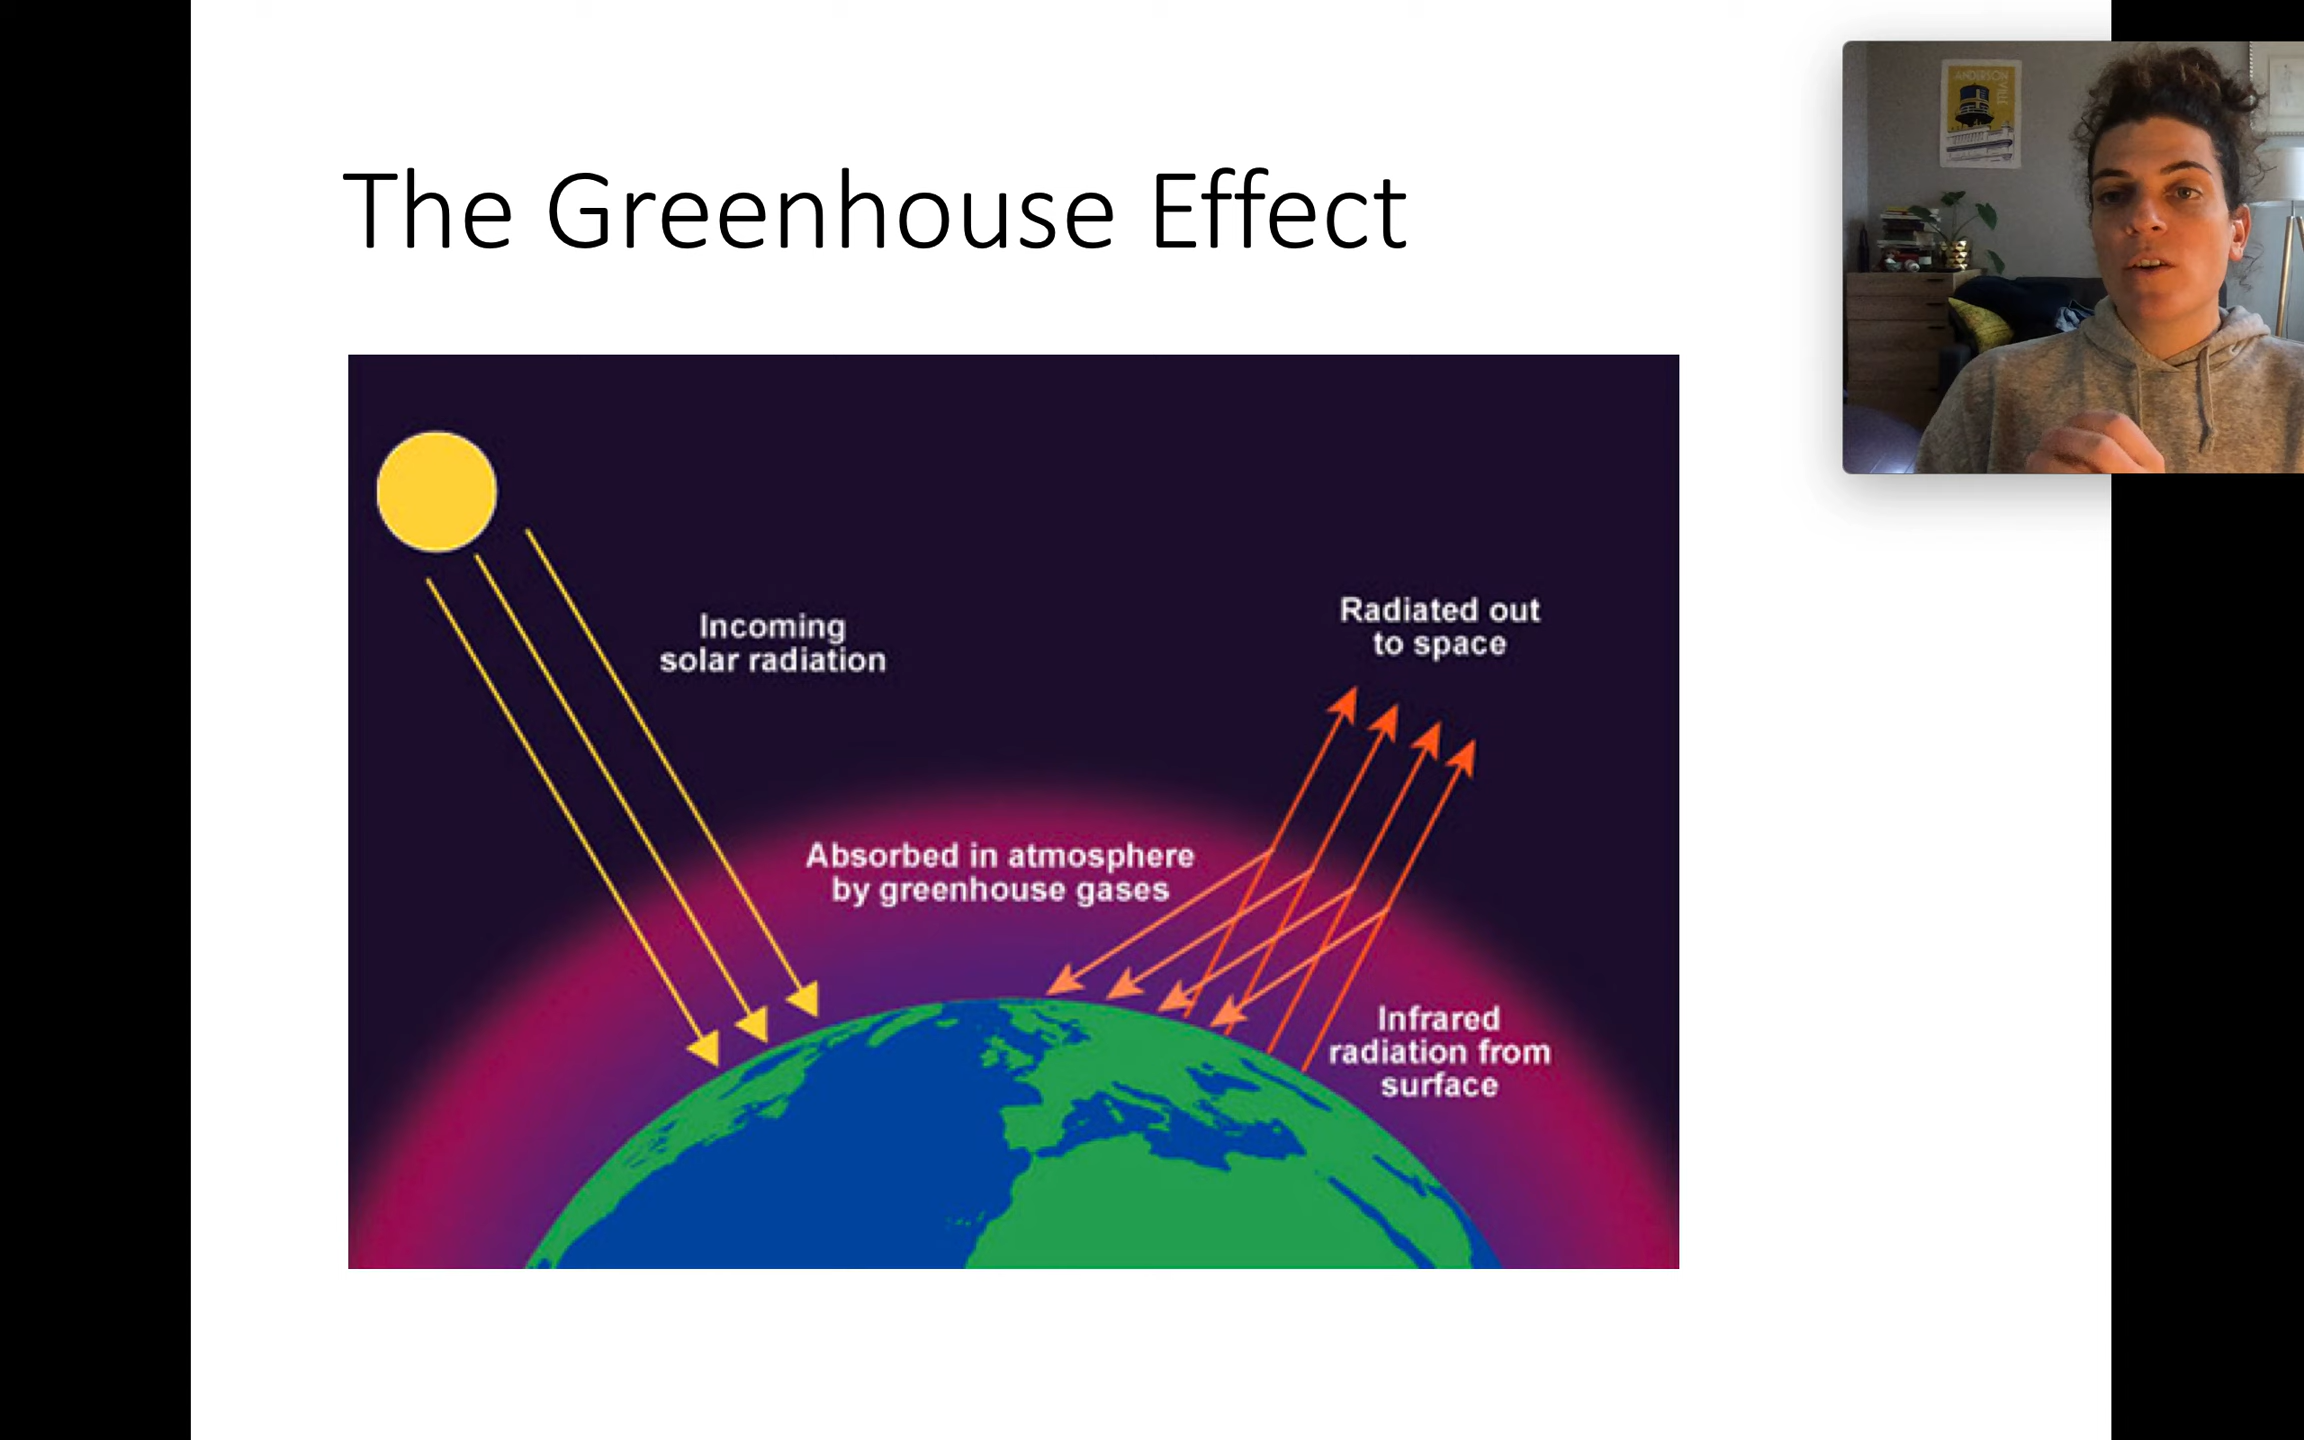 The Greenhouse Effect
ANDERSON
Incoming
solar radiation
Radiated out
to space
Absorbed in atmosphere
by greenhouse gases
Infrared
radiation from
surface